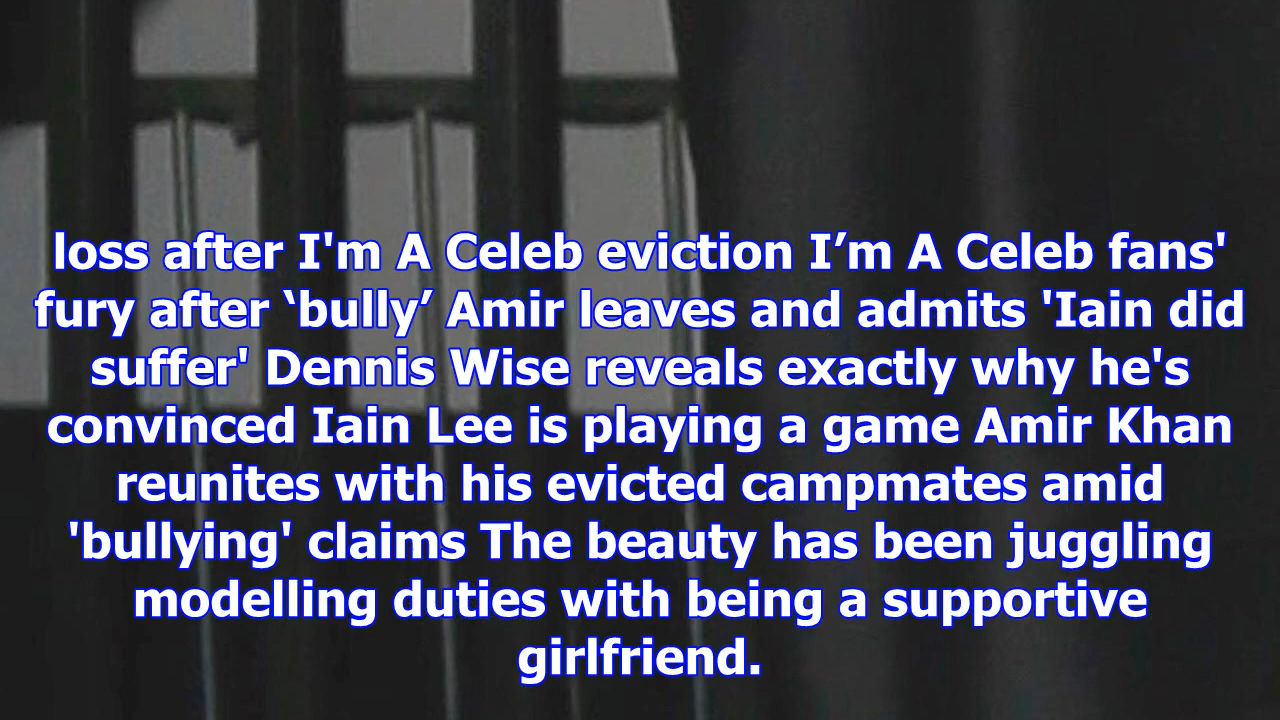 loss after I'm A Celeb eviction I’m A Celeb fans'
fury after ‘bully’ Amir leaves and admits 'Iain did
suffer' Dennis Wise reveals exactly why he's
convinced Iain Lee is playing a game Amir Khan
reunites with his evicted campmates amid
'bullying' claims The beauty has been juggling
modelling duties with being a supportive
girlfriend.